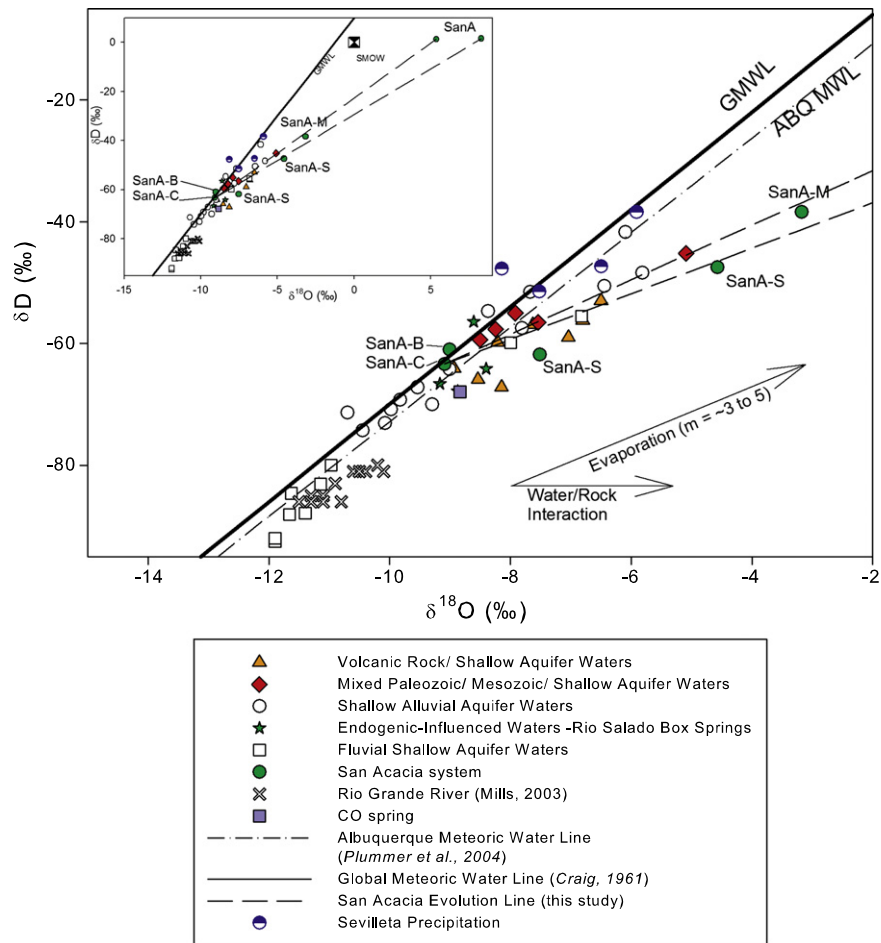 SanA
0
SMOW
GMWL
-20
SanA-M
-40
SanA-S
SanA-B
-60
SanA-C
SanA-S
-80
δD (‰)
-15
-10
-5
0
5
δ18O (‰)
GMWL
ABQ MWL
SanA-M
SanA-S
SanA-B
SanA-C
SanA-S
Evaporation (m = ~3 to 5)
Water/Rock
Interaction
-20
-40
-60
-80
δD (‰)
-14
-12
-10
-8
-6
-4
-2
δ18O (‰)
Volcanic Rock/ Shallow Aquifer Waters
Mixed Paleozoic/ Mesozoic/ Shallow Aquifer Waters
Shallow Alluvial Aquifer Waters
Endogenic-Influenced Waters -Rio Salado Box Springs
Fluvial Shallow Aquifer Waters
San Acacia system
Rio Grande River (Mills, 2003)
CO spring
Albuquerque Meteoric Water Line
(Plummer et al., 2004)
Global Meteoric Water Line (Craig, 1961)
San Acacia Evolution Line (this study)
Sevilleta Precipitation